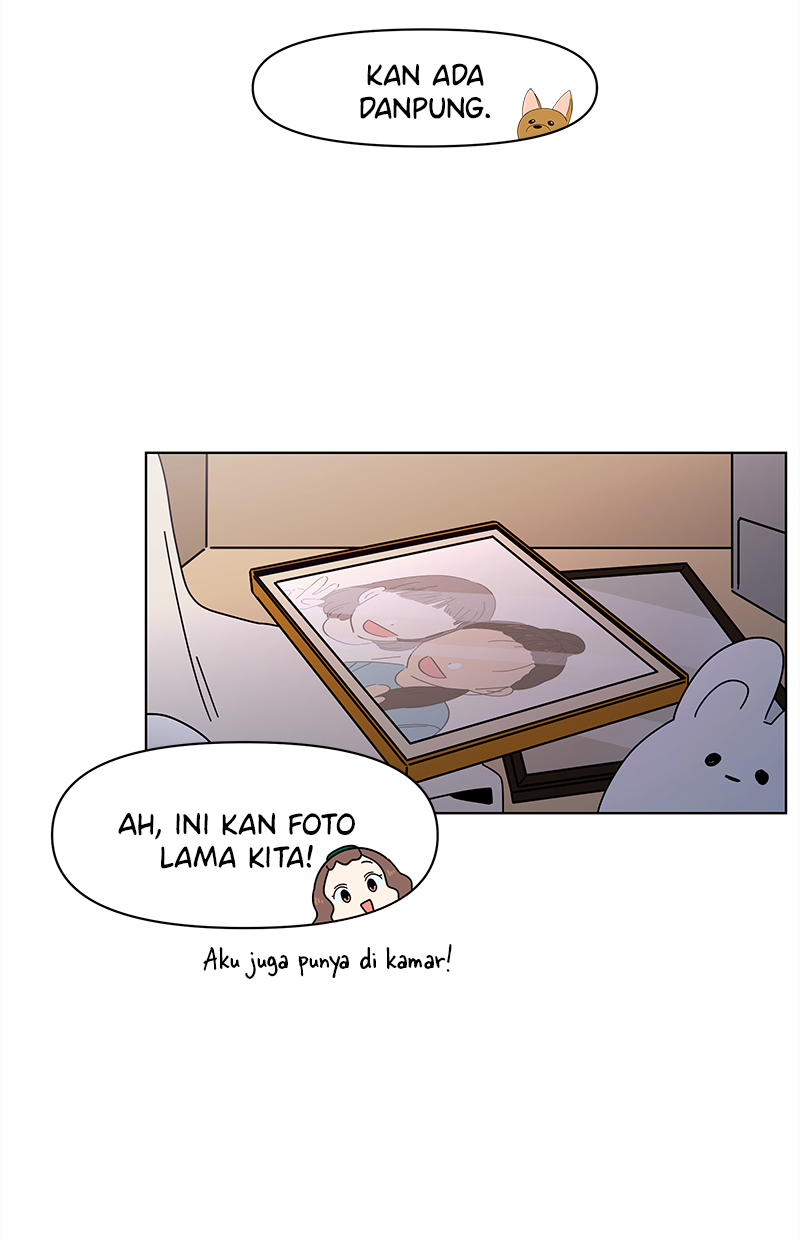 KAN ADA
DANPUNG.
AH, INI KAN FOTO
LAMA KITA!
Aku juga punya di kamar!